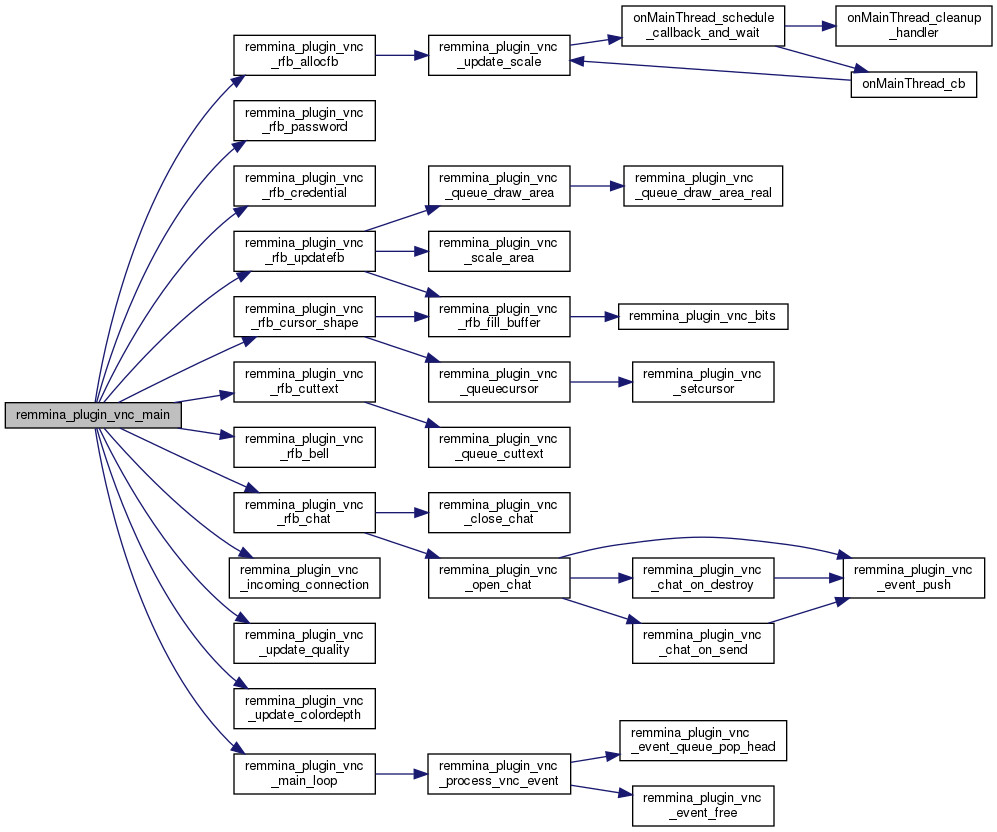 remmina_plugin_vnc_main
remmina_plugin_vnc
_rfb_allocfb
remmina_plugin_vnc
_rfb_password
remmina_plugin_vnc
_rfb_credential
remmina_plugin_vnc
_rfb_updatefb
remmina_plugin_vnc
_rfb_cursor_shape
remmina_plugin_vnc
_rfb_cuttext
remmina_plugin_vnc
_rfb_bell
remmina_plugin_vnc
_rfb_chat
remmina_plugin_vnc
_incoming_connection
remmina_plugin_vnc
_update_quality
remmina_plugin_vnc
_update_colordepth
remmina_plugin_vnc
_main_loop
remmina_plugin_vnc
_update_scale
remmina_plugin_vnc
_queue_draw_area
remmina_plugin_vnc
_scale_area
remmina_plugin_vnc
_rfb_fill_buffer
remmina_plugin_vnc
_queuecursor
remmina_plugin_vnc
_queue_cuttext
remmina_plugin_vnc
_close_chat
remmina_plugin_vnc
_open_chat
remmina_plugin_vnc
_process_vnc_event
onMainThread_schedule
_callback_and_wait
remmina_plugin_vnc
_queue_draw_area_real
remmina_plugin_vnc_bits
remmina_plugin_vnc
_setcursor
remmina_plugin_vnc
_chat_on_destroy
remmina_plugin_vnc
_chat_on_send
remmina_plugin_vnc
_event_queue_pop_head
remmina_plugin_vnc
_event_free
onMainThread_cleanup
_handler
onMainThread_cb
remmina_plugin_vnc
_event_push